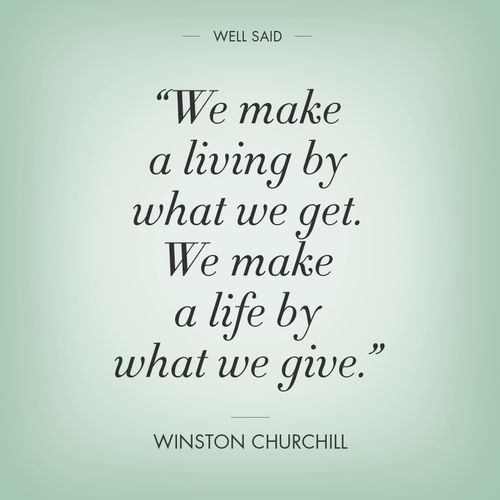 WELL SAID
“We make
a living by
what we get.
We make
a life by
what we give.”
WINSTON CHURCHILL